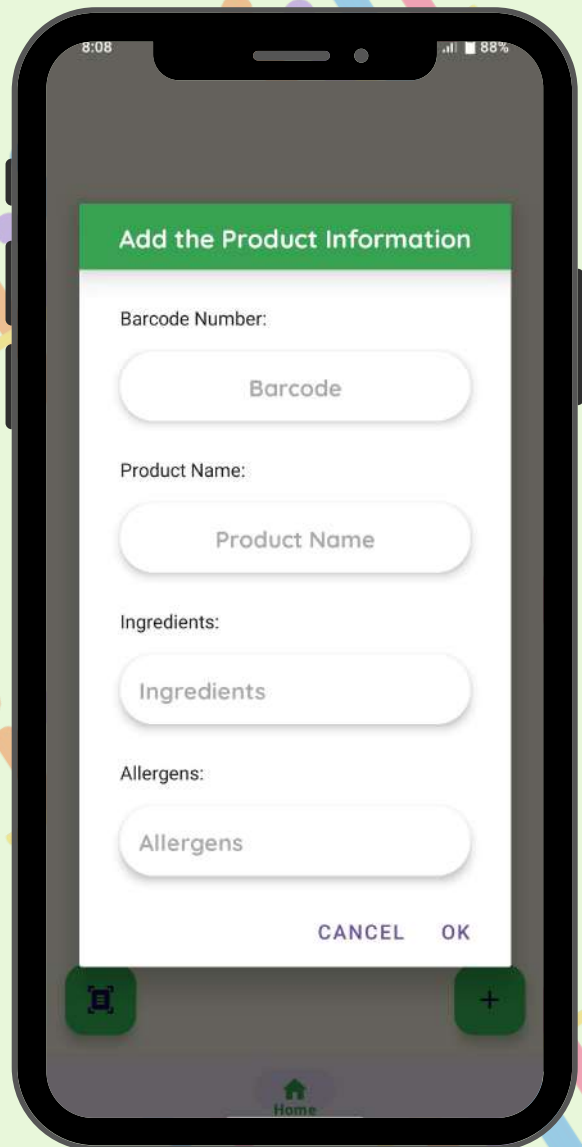 8:08
88%
Add the Product Information
Barcode Number:
Barcode
Product Name:
Product Name
Ingredients:
Ingredients
Allergens:
Allergens
CANCEL OK
+
Home